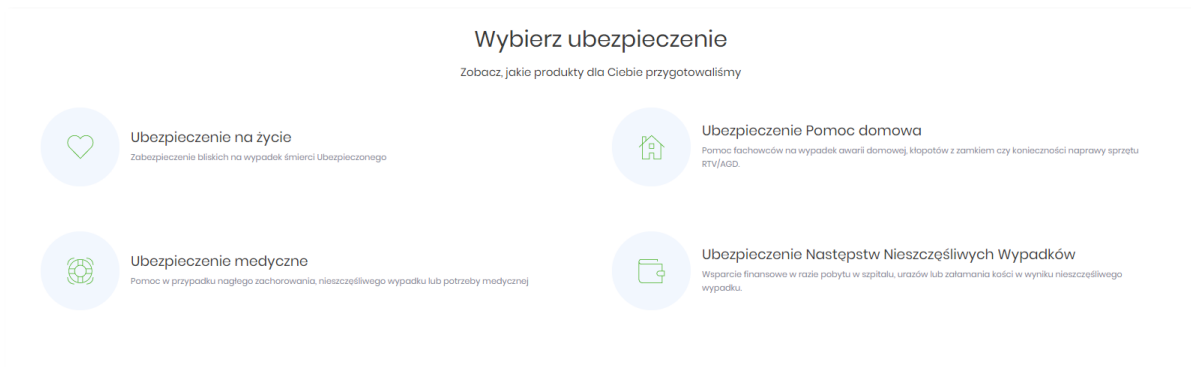 Wybierz ubezpieczenie
Zobacz, jakie produkty dla Ciebie przygotowaliśmy
Ubezpieczenie na życie
Zabezpieczenie bliskich na wypadek śmierci Ubezpieczonego
Ubezpieczenie Pomoc domowa
Pomoc fachowców na wypadek awarii domowej, kłopotów z zamkiem czy konieczności naprawy sprzętu
RTV/AGD.
Ubezpieczenie medyczne
Pomoc w przypadku nagłego zachorowania, nieszczęśliwego wypadku lub potrzeby medycznej
Ubezpieczenie Następstw Nieszczęśliwych Wypadków
Wsparcie finansowe w razie pobytu w szpitalu, urazów lub załamania kości w wyniku nieszczęśliwego
wypadku.